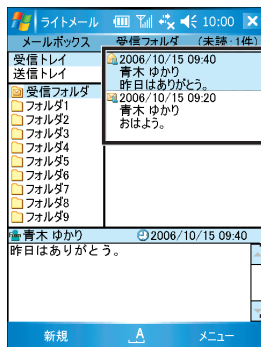 ライトメール 10:00
メールボックス 受信フォルダ (未読:1件)
受信トレイ
送信トレイ
受信フォルダ
フォルダ1
フォルダ2
フォルダ3
フォルダ4
フォルダ5
フォルダ6
フォルダ7
フォルダ8
フォルダ9
2006/10/15 09:40
青木 ゆかり
昨日はありがとう。
2006/10/15 09:20
青木 ゆかり
おはよう。
青木 ゆかり 2006/10/15 09:40
昨日はありがとう。
新規 A メニュー